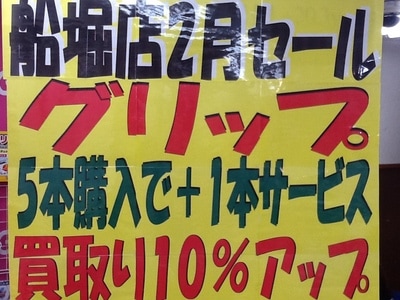 船堀店2月セール
グリップ
5本購入で+1本サービス
買取り10%アップ